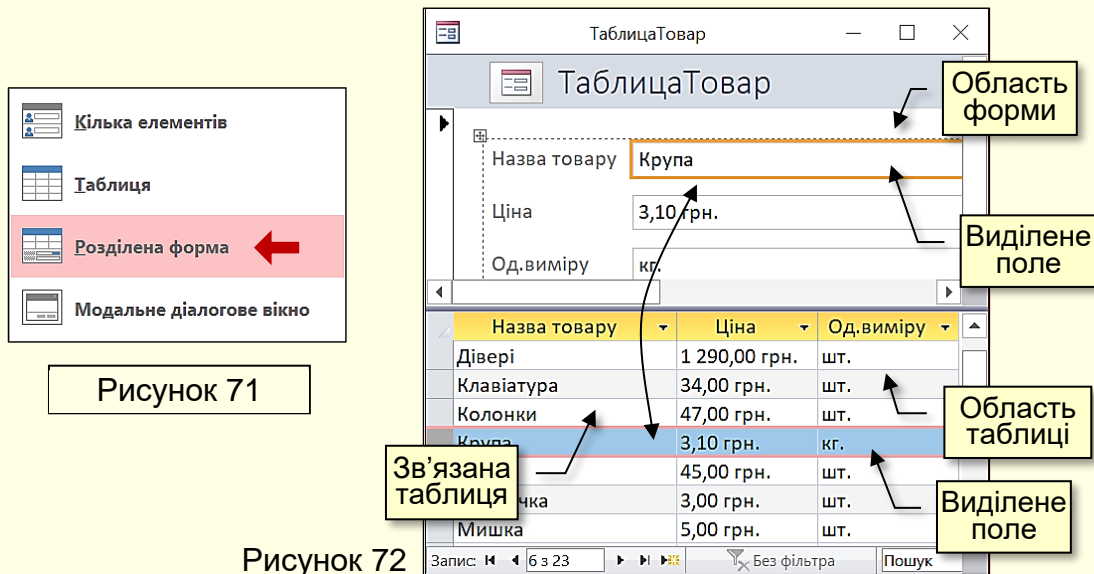 Кілька елементів
Таблиця
Розділена форма
Модальне діалогове вікно
Рисунок 71
ТаблицаТовар
ТаблицаТовар
Назва товару Крупа
Ціна 3,10 грн.
Од.виміру кг.
Область
форми
Виділене
поле
Назва товару Ціна Од.виміру
Дівері 1 290,00 грн. шт.
Клавіатура 34,00 грн. шт.
Колонки 47,00 грн. шт.
Крупа 3,10 грн. кг.
45,00 грн. шт.
чка 3,00 грн. шт.
Мишка 5,00 грн. шт.
Зв’язана
таблиця
Область
таблиці
Виділене
поле
Запис: 6 з 23 Без фільтра Пошук
Рисунок 72